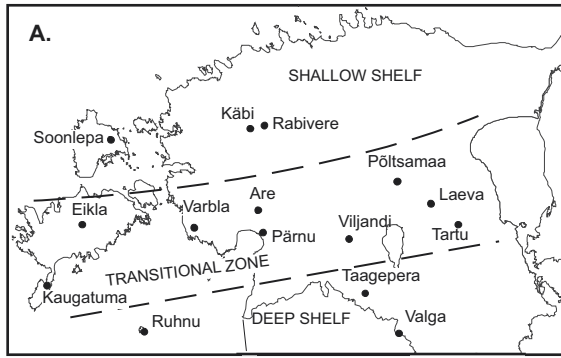 A.
SHALLOW SHELF
Käbi
Rabivere
Soonlepa
Põltsamaa
Are
Laeva
Eikla
Varbla
Pärnu
Viljandi
Tartu
TRANSITIONAL ZONE
Taagepera
Kaugatuma
Ruhnu
DEEP SHELF
Valga